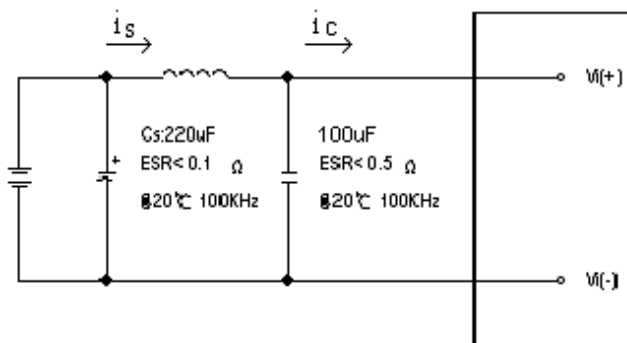 iS
iC
Vi(+)
Cs:220uF
100uF
+
ESR< 0.1 Ω
ESR< 0.5 Ω
@20℃ 100KHz
@20℃ 100KHz
Vi(-)